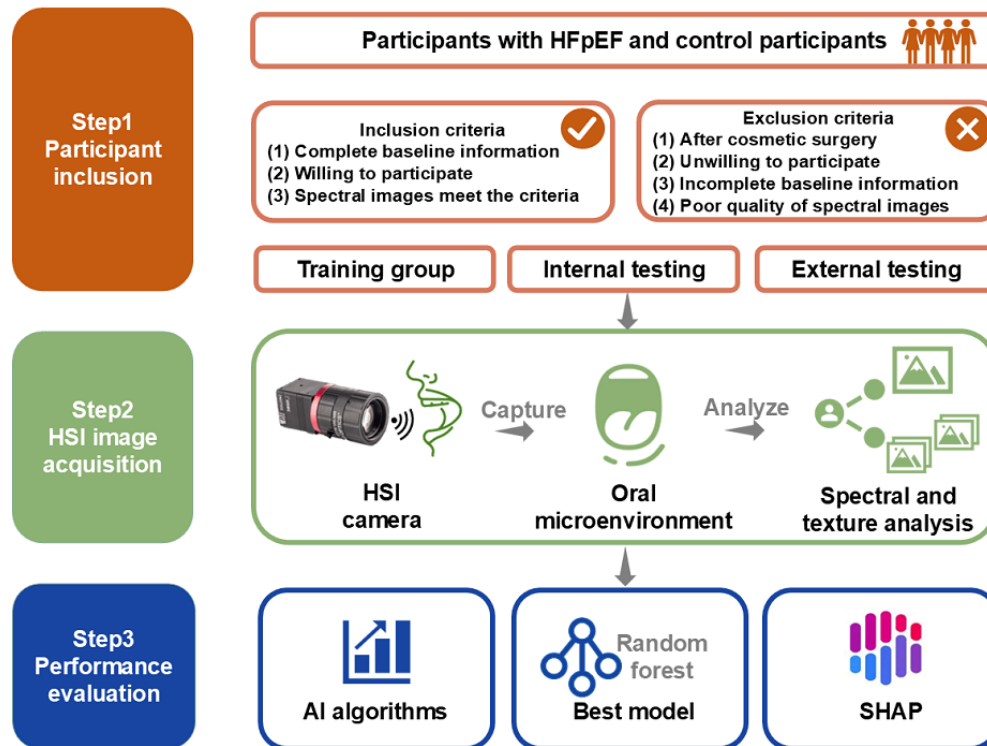 Step1
Participant
inclusion
Participants with HFpEF and control participants
Inclusion criteria
(1) Complete baseline information
(2) Willing to participate
(3) Spectral images meet the criteria
Exclusion criteria
(1) After cosmetic surgery
(2) Unwilling to participate
(3) Incomplete baseline information
(4) Poor quality of spectral images
Training group
Internal testing
External testing
Step2
HSI image
acquisition
Capture
Analyze
HSI
camera
Oral
microenvironment
Spectral and
texture analysis
Step3
Performance
evaluation
AI algorithms
Random
forest
Best model
SHAP